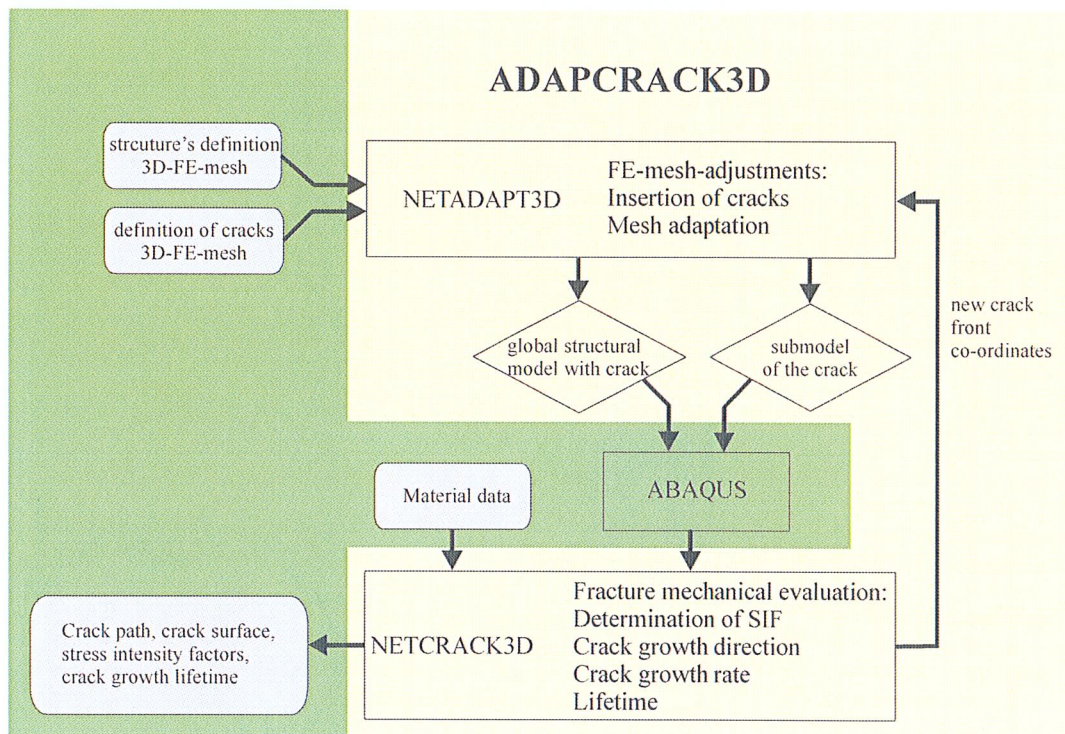 ADAPCRACK3D
strcuture's definition
3D-FE-mesh
definition of cracks
3D-FE-mesh
NETADAPT3D
FE-mesh-adjustments:
Insertion of cracks
Mesh adaptation
new crack
front
co-ordinates
global structural
model with crack
submodel
of the crack
Material data
ABAQUS
NETCRACK3D
Fracture mechanical evaluation:
Determination of SIF
Crack growth direction
Crack growth rate
Lifetime
Crack path, crack surface,
stress intensity factors,
crack growth lifetime